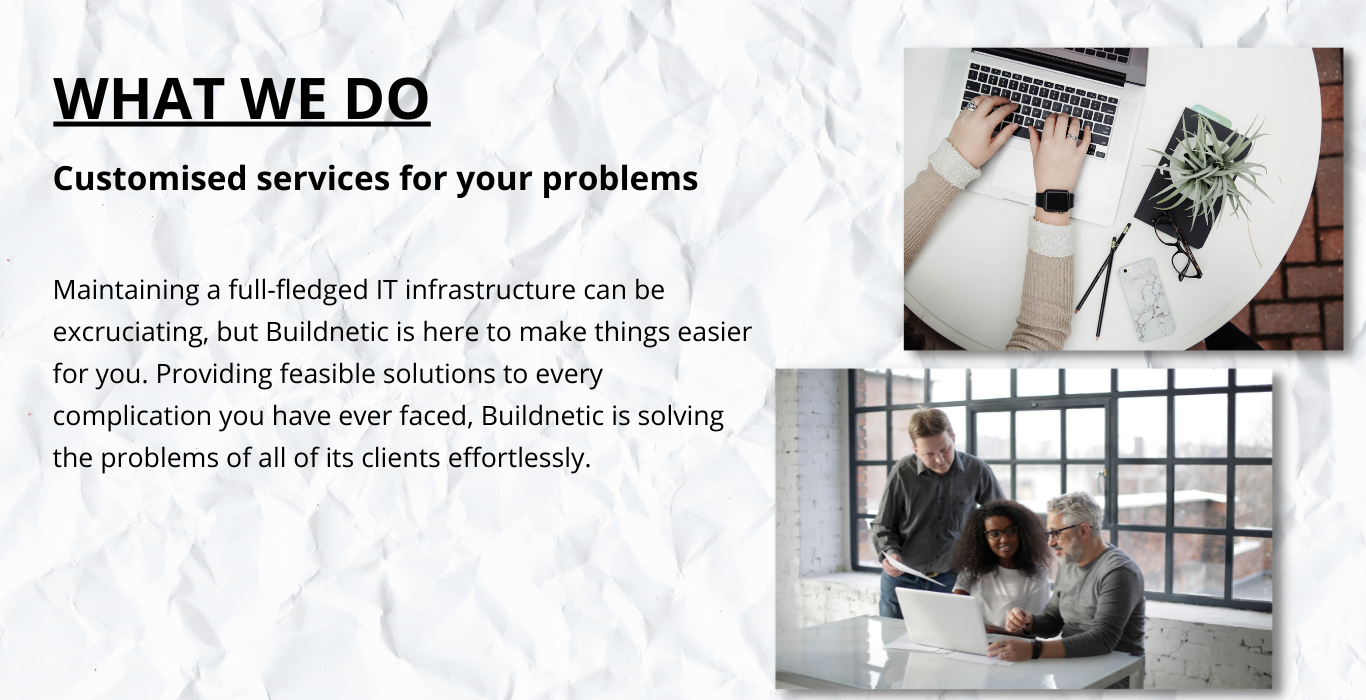 WHAT WE DO
Customised services for your problems
Maintaining a full-fledged IT infrastructure can be
excruciating, but Buildnetic is here to make things easier
for you. Providing feasible solutions to every
complication you have ever faced, Buildnetic is solving
the problems of all of its clients effortlessly.